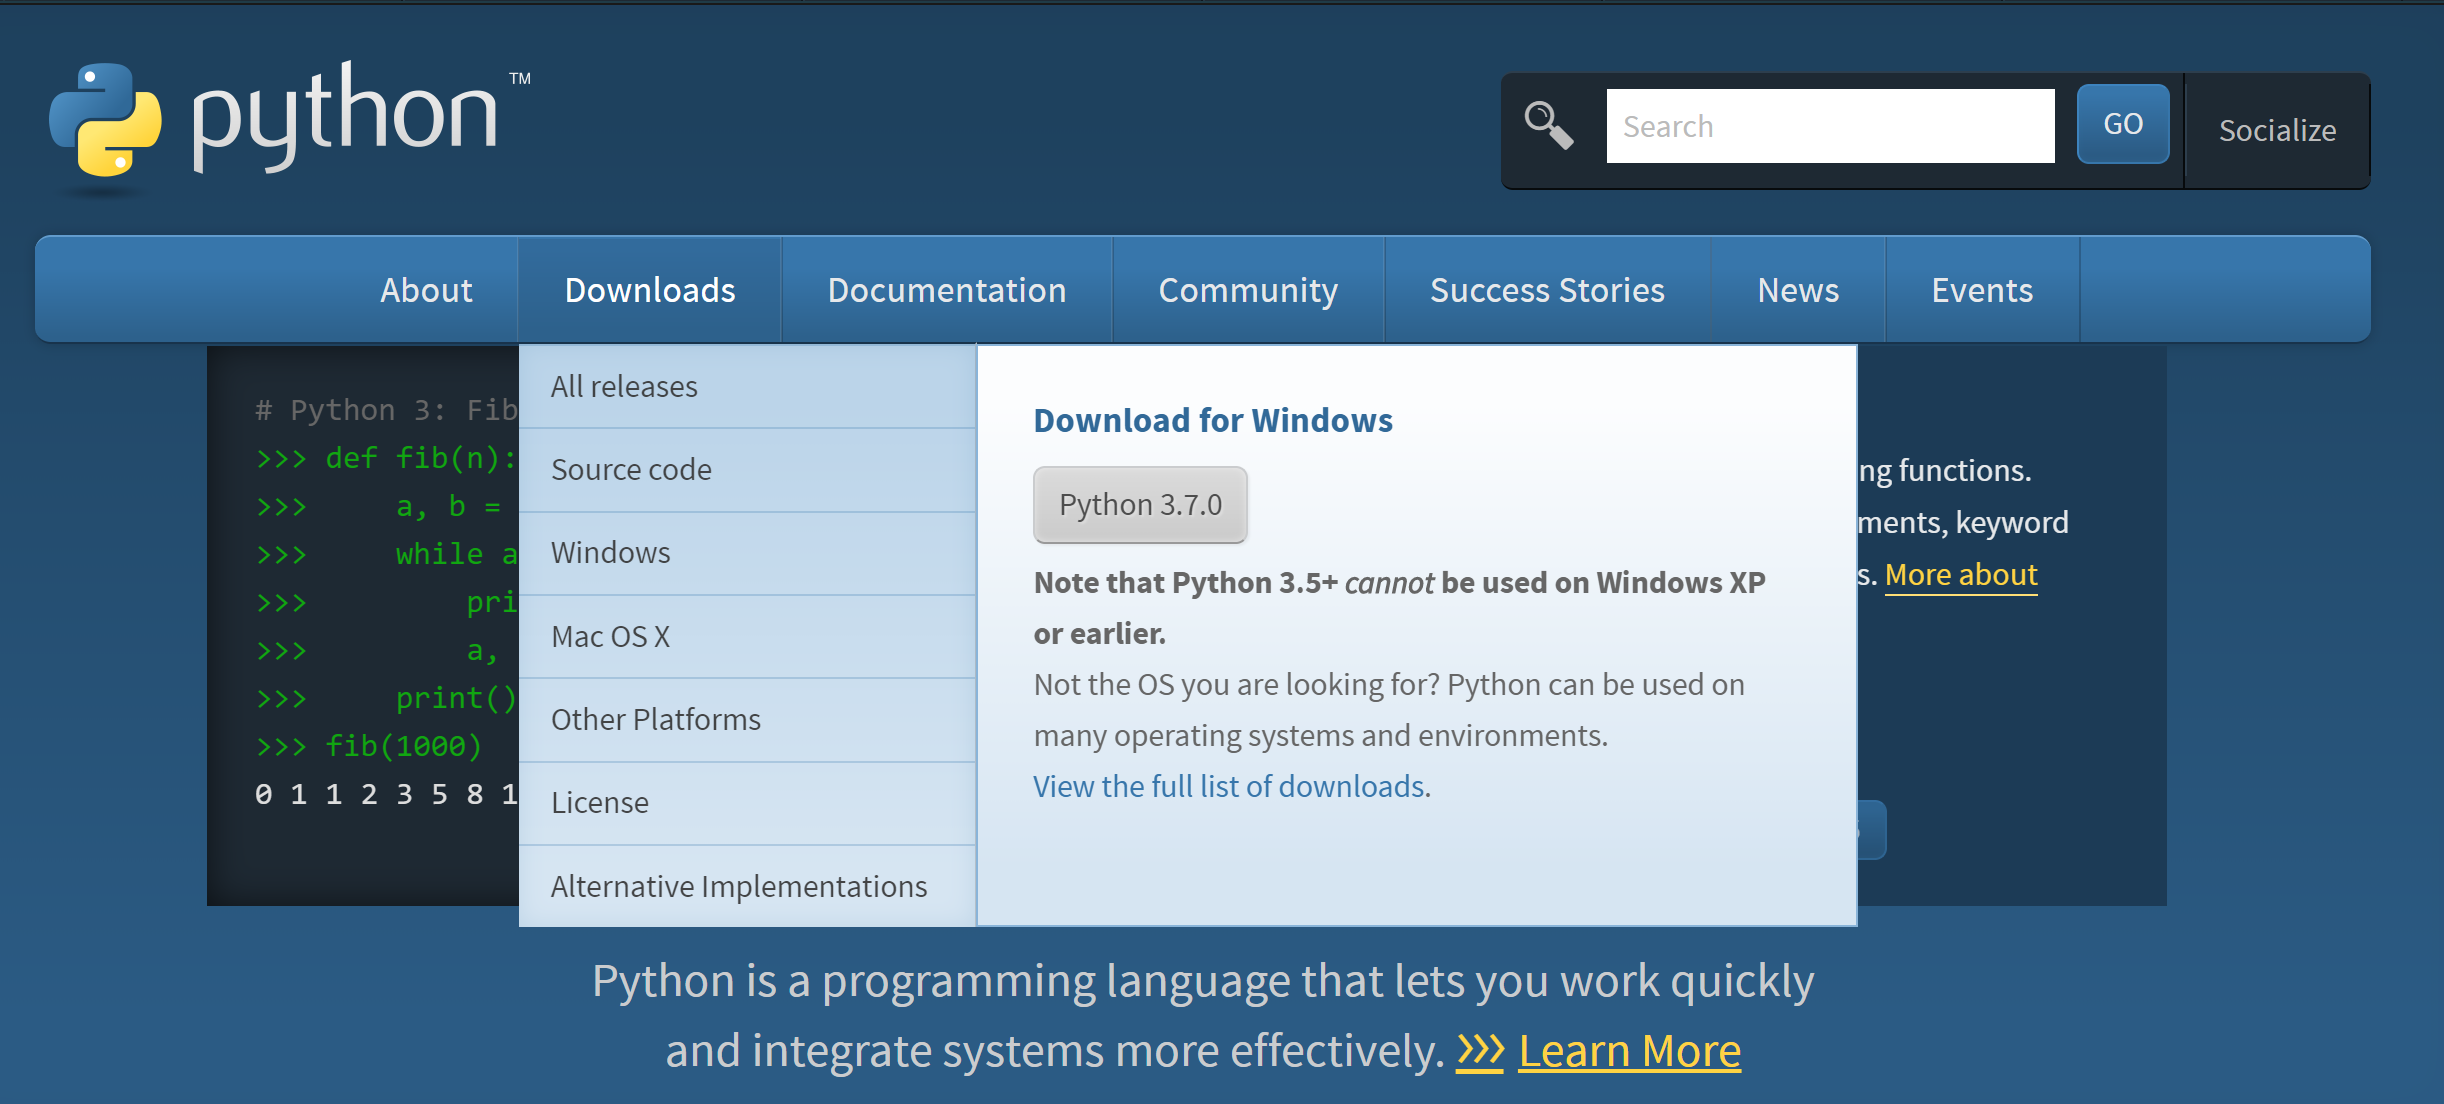 python™
Search
GO
Socialize
About
Downloads
Documentation
Community
Success Stories
News
Events
# Python 3: Fib
>>> def fib(n):
>>>     a, b =
>>>     while a
>>>         pri
>>>         a,
>>>     print()
>>> fib(1000)
0 1 1 2 3 5 8 1
All releases
Source code
Windows
Mac OS X
Other Platforms
License
Alternative Implementations
Download for Windows
Python 3.7.0
Note that Python 3.5+ cannot be used on Windows XP
or earlier.
Not the OS you are looking for? Python can be used on
many operating systems and environments.
View the full list of downloads.
ng functions.
ments, keyword
s. More about
Python is a programming language that lets you work quickly
and integrate systems more effectively. >>> Learn More